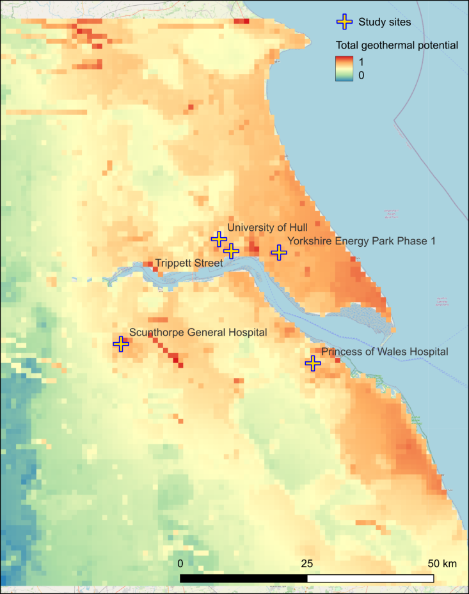 Study sites
Total geothermal potential
1
0
University of Hull
Yorkshire Energy Park Phase 1
Trippett Street
Scunthorpe General Hospital
Princess of Wales Hospital
0 25 50 km